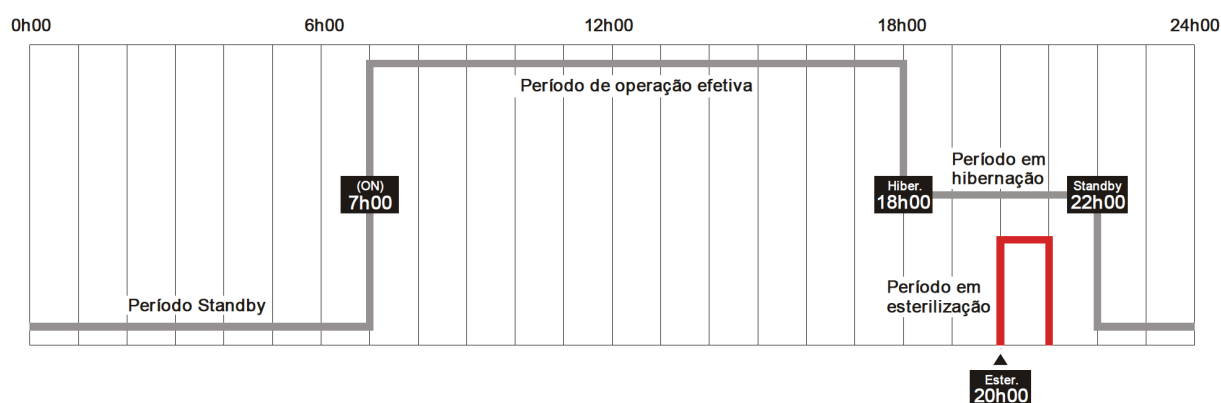 0h00 6h00 12h00 18h00 24h00
Período de operação efetiva
Período em
hibernação
(ON)
7h00
Hiber.
18h00
Standby
22h00
Período Standby
Período em
esterilização
Ester.
20h00